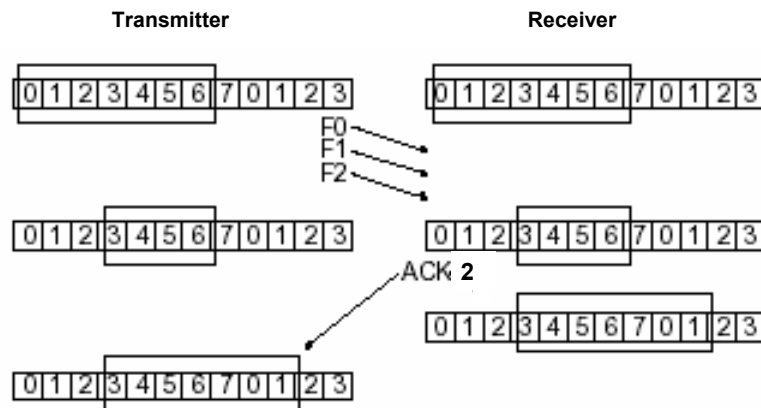 Transmitter Receiver
0 1 2 3 4 5 6 7 0 1 2 3 0 1 2 3 4 5 6 7 0 1 2 3
F0
F1
F2
0 1 2 3 4 5 6 7 0 1 2 3 0 1 2 3 4 5 6 7 0 1 2 3
ACK 2
0 1 2 3 4 5 6 7 0 1 2 3
0 1 2 3 4 5 6 7 0 1 2 3